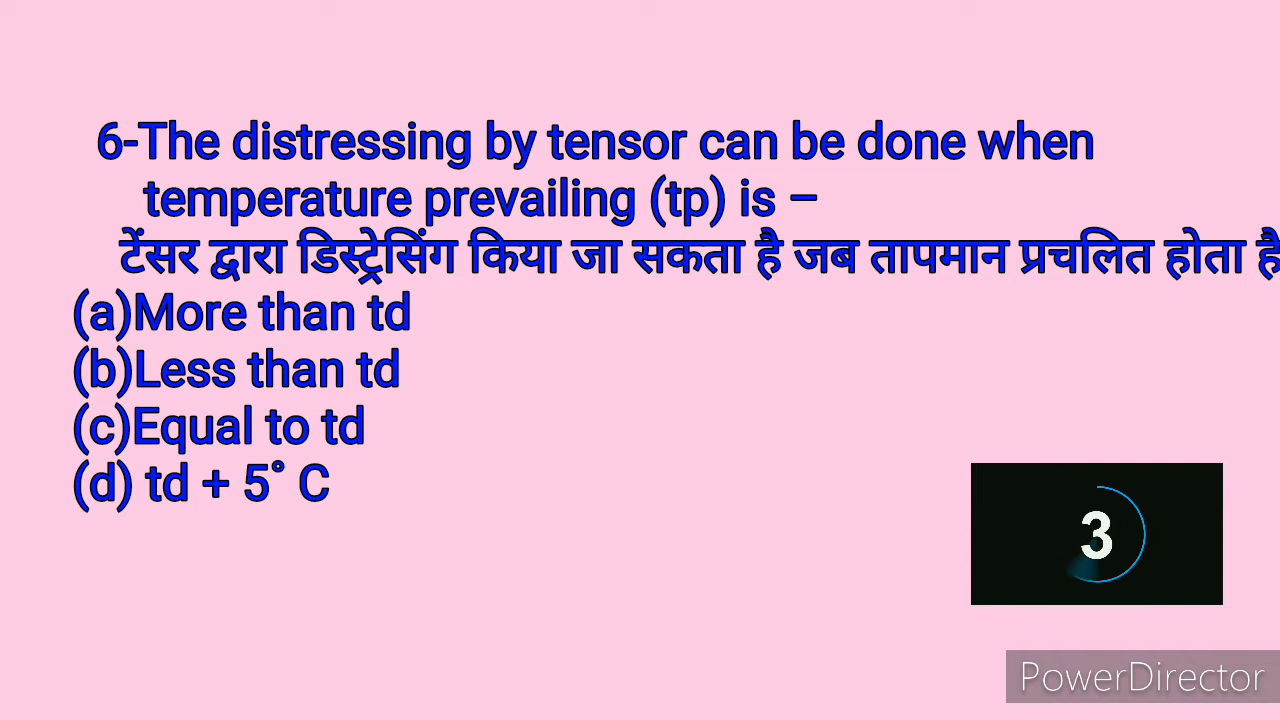 6-The distressing by tensor can be done when
temperature prevailing (tp) is –
टेंसर द्वारा डिस्ट्रेसिंग किया जा सकता है जब तापमान प्रचलित होता है
(a)More than td
(b)Less than td
(c)Equal to td
(d) td + 5° C
3
PowerDirector